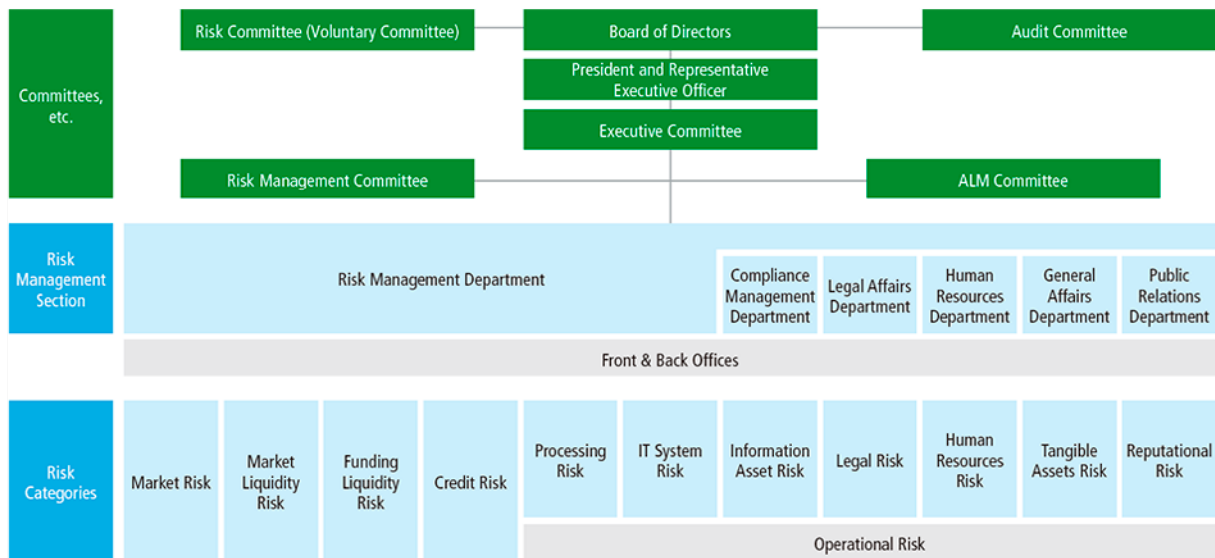 Risk Committee (Voluntary Committee)
Board of Directors
Audit Committee
President and Representative
Executive Officer
Committees,
etc.
Executive Committee
Risk Management Committee
ALM Committee
Risk
Management
Section
Risk Management Department
Compliance
Management
Department
Legal Affairs
Department
Human
Resources
Department
General
Affairs
Department
Public
Relations
Department
Front & Back Offices
Risk
Categories
Market Risk
Market
Liquidity
Risk
Funding
Liquidity
Risk
Credit Risk
Processing
Risk
IT System
Risk
Information
Asset Risk
Legal Risk
Human
Resources
Risk
Tangible
Assets Risk
Reputational
Risk
Operational Risk